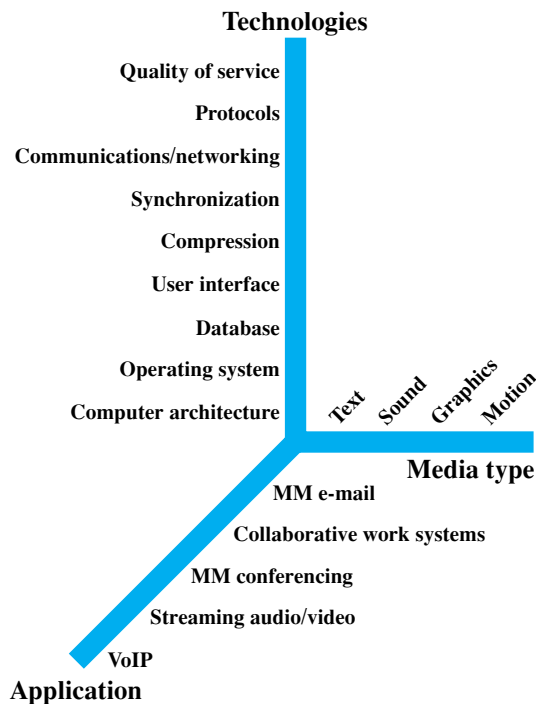 Technologies
Quality of service
Protocols
Communications/networking
Synchronization
Compression
User interface
Database
Operating system
Computer architecture
Text
Sound
Graphics
Motion
Media type
MM e-mail
Collaborative work systems
MM conferencing
Streaming audio/video
VoIP
Application